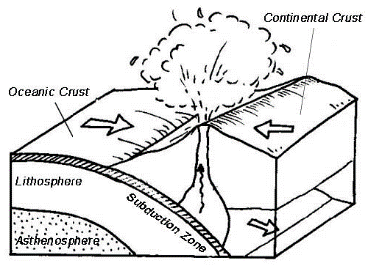 Continental Crust
Oceanic Crust
Lithosphere
Subduction Zone
Asthenosphere